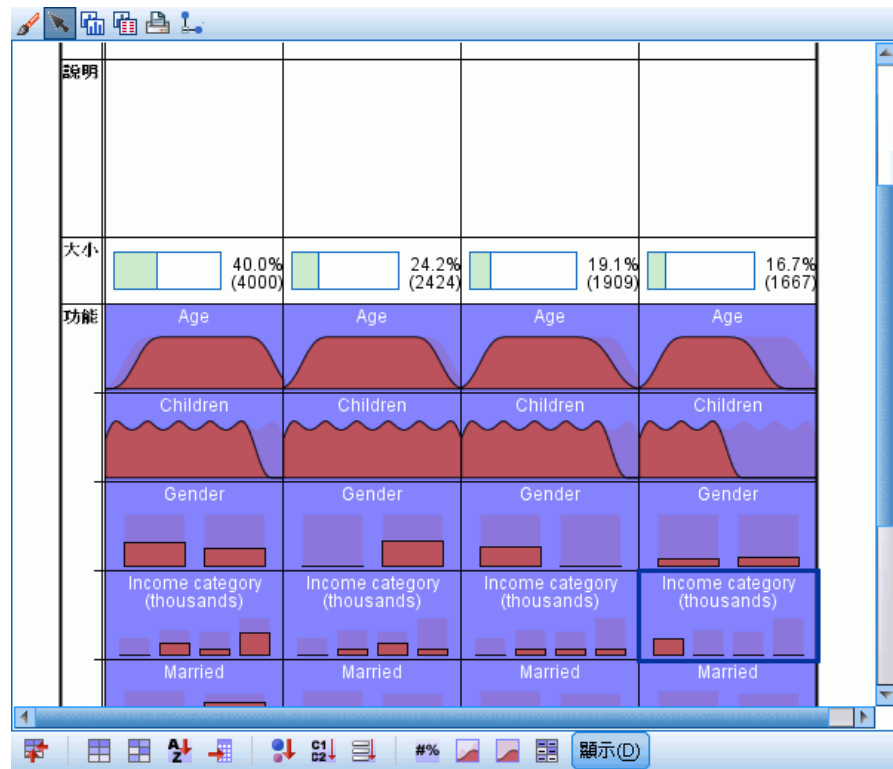 說明
大小 40.0% 24.2% 19.1% 16.7%
(4000) (2424) (1909) (1667)
功能 Age Age Age Age
Children Children Children Children
Gender Gender Gender Gender
Income category Income category Income category Income category
(thousands) (thousands) (thousands) (thousands)
Married Married Married Married
A Z C1 C2 #% 顯示(D)